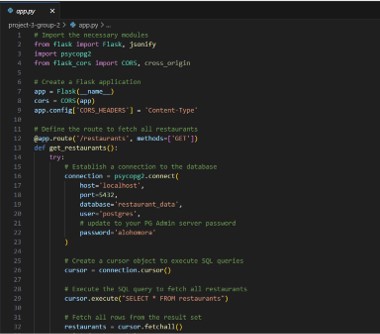 app.py
project-3-group-2 > app.py > ...
1 # Import the necessary modules
2 from flask import Flask, jsonify
3 import psycopg2
4 from flask_cors import CORS, cross_origin
5
6 # Create a Flask application
7 app = Flask(__name__)
8 cors = CORS(app)
9 app.config['CORS_HEADERS'] = 'Content-Type'
10
11 # Define the route to fetch all restaurants
12 @app.route('/restaurants', methods=['GET'])
13 def get_restaurants():
14 try:
15 # Establish a connection to the database
16 connection = psycopg2.connect(
17 host='localhost',
18 port=5432,
19 database='restaurant_data',
20 user='postgres',
21 # update to your PG Admin server password
22 password='alohomora'
23 )
24
25 # Create a cursor object to execute SQL queries
26 cursor = connection.cursor()
27
28 # Execute the SQL query to fetch all restaurants
29 cursor.execute("SELECT * FROM restaurants")
30
31 # Fetch all rows from the result set
32 restaurants = cursor.fetchall()